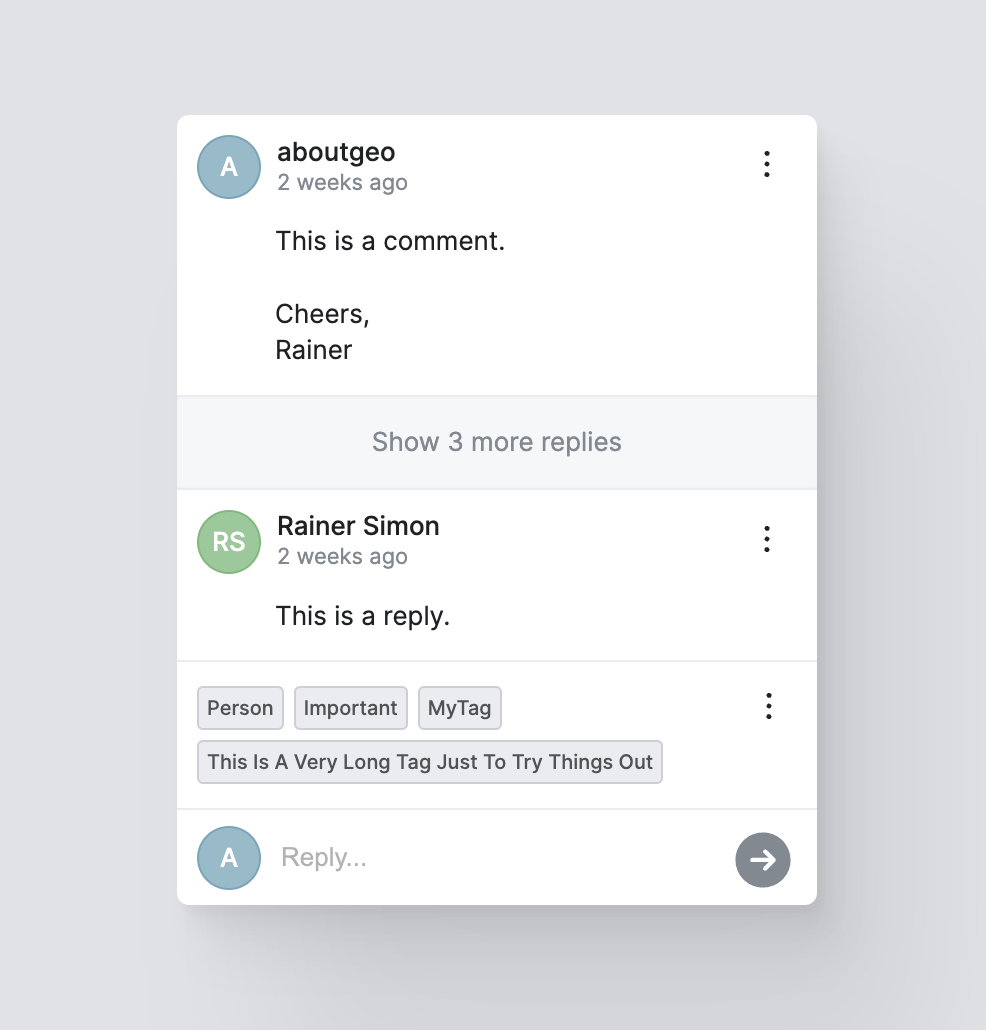 A
aboutgeo
2 weeks ago
This is a comment.
Cheers,
Rainer
Show 3 more replies
RS
Rainer Simon
2 weeks ago
This is a reply.
Person Important MyTag
This Is A Very Long Tag Just To Try Things Out
A Reply...